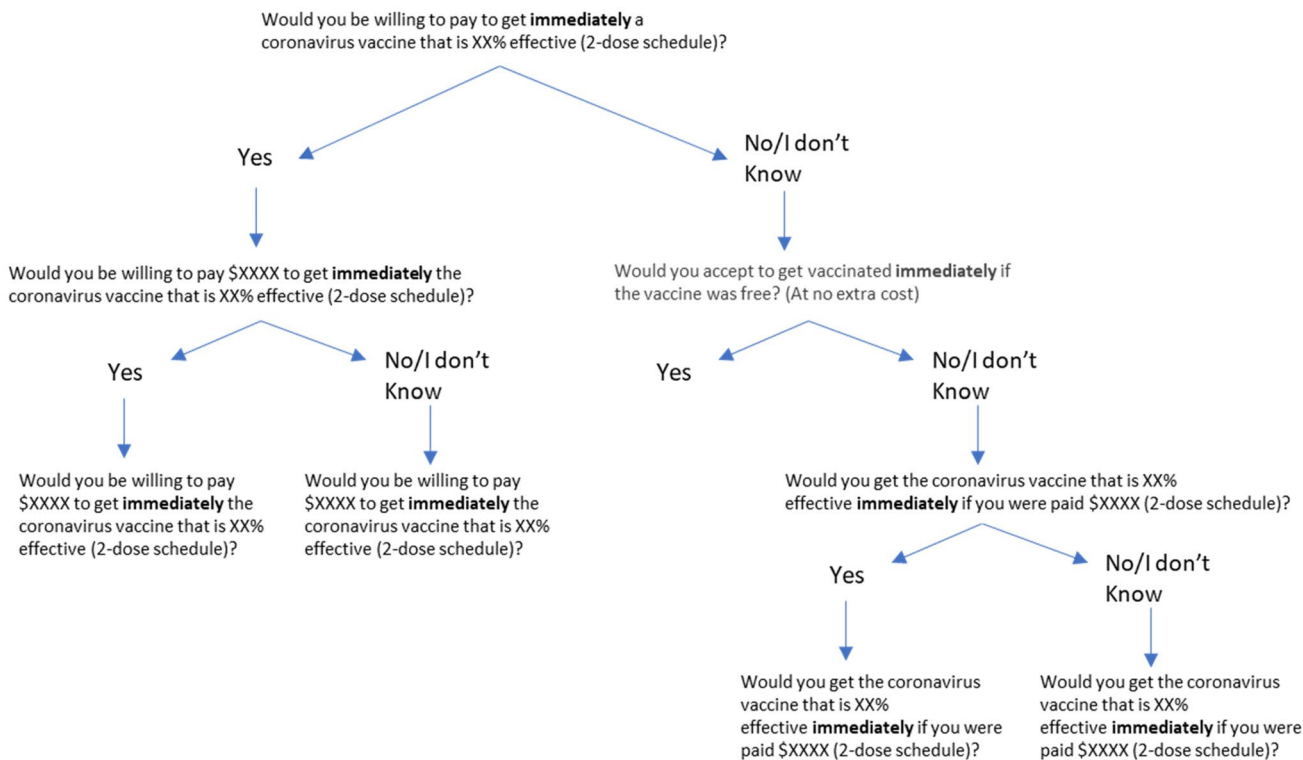 Would you be willing to pay to get immediately a
coronavirus vaccine that is XX% effective (2-dose schedule)?
Yes
No/I don't
Know
Would you be willing to pay $XXXX to get immediately the
coronavirus vaccine that is XX% effective (2-dose schedule)?
Would you accept to get vaccinated immediately if
the vaccine was free? (At no extra cost)
Yes
No/I don't
Know
Yes
No/I don't
Know
Would you be willing to pay
$XXXX to get immediately the
coronavirus vaccine that is XX%
effective (2-dose schedule)?
Would you be willing to pay
$XXXX to get immediately the
coronavirus vaccine that is XX%
effective (2-dose schedule)?
Would you get the coronavirus vaccine that is XX%
effective immediately if you were paid $XXXX (2-dose schedule)?
Yes
No/I don't
Know
Would you get the coronavirus
vaccine that is XX%
effective immediately if you were
paid $XXXX (2-dose schedule)?
Would you get the coronavirus
vaccine that is XX%
effective immediately if you were
paid $XXXX (2-dose schedule)?